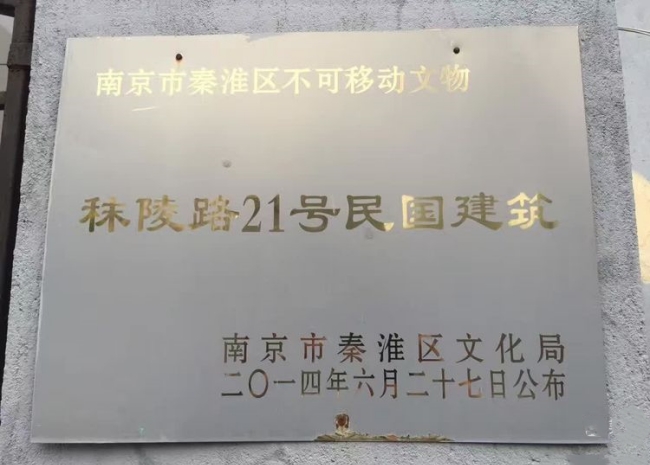 南京市秦淮区不可移动文物
秣陵路21号民国建筑
南京市秦淮区文化局
二〇一四年六月二十七日公布